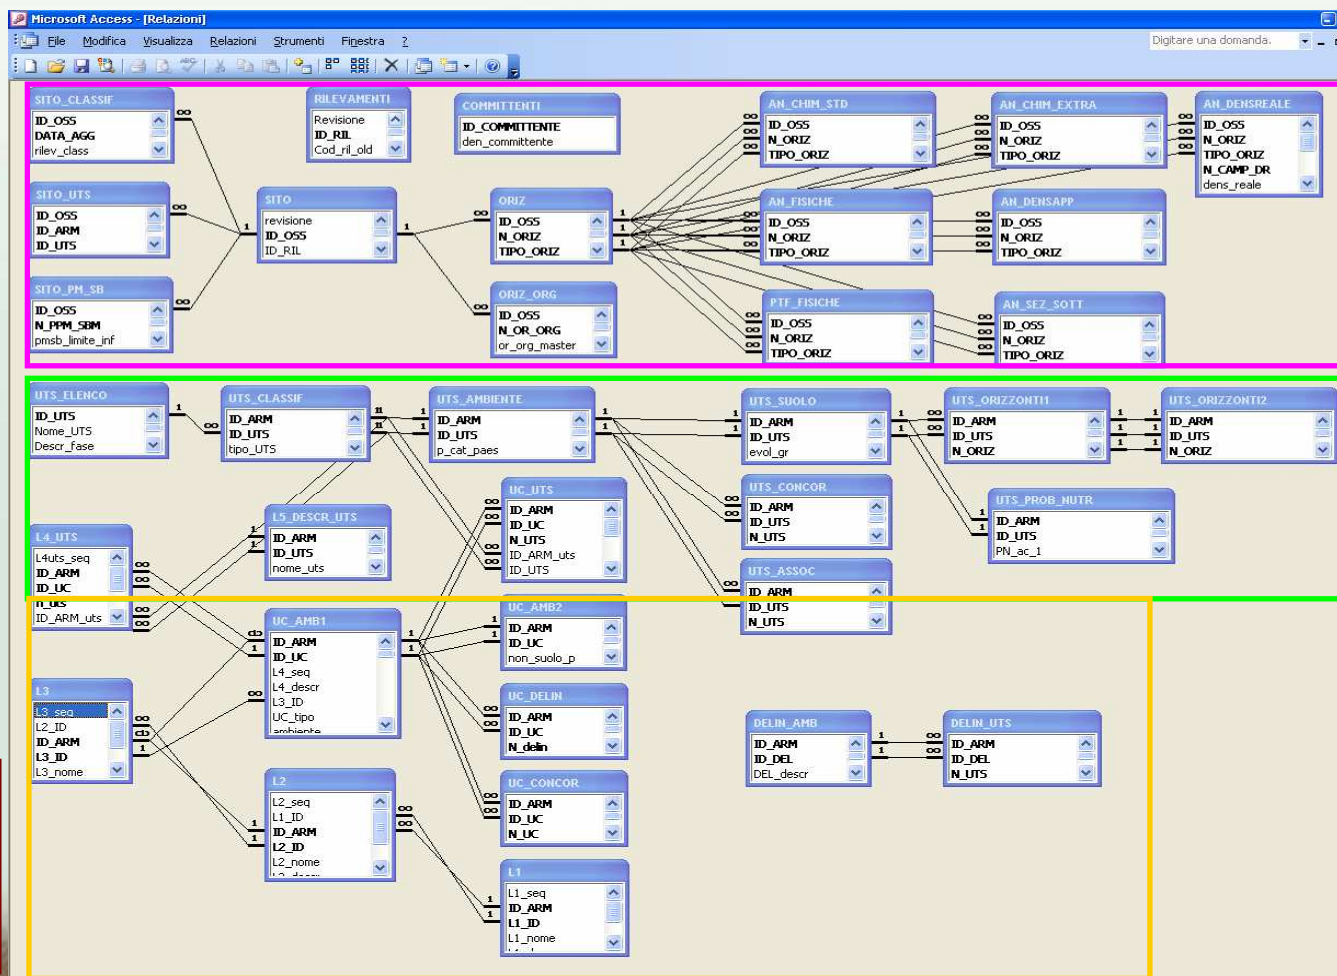 Microsoft Access - [Relazioni]
File Modifica Visualizza Relazioni Strumenti Finestra ?
Digitare una domanda.
SITO_CLASSIF
ID_OSS
DATA_AGG
rilev_class
RILEVAMENTI
Revisione
ID_RIL
Cod_ril_old
COMMITTENTI
ID_COMMITTENTE
den_committente
AN_CHIM_STD
ID_OSS
N_ORIZ
TIPO_ORIZ
AN_CHIM_EXTRA
ID_OSS
N_ORIZ
TIPO_ORIZ
AN_DENSREALE
ID_OSS
N_ORIZ
TIPO_ORIZ
N_CAMP_DR
dens_reale
SITO_UTS
ID_OSS
ID_ARM
ID_UTS
SITO
revisione
ID_OSS
ID_RIL
ORIZ
ID_OSS
N_ORIZ
TIPO_ORIZ
AN_FISICHE
ID_OSS
N_ORIZ
TIPO_ORIZ
AN_DENSAPP
ID_OSS
N_ORIZ
TIPO_ORIZ
SITO_PM_SB
ID_OSS
N_PPM_SBM
pmsb_limite_inf
ORIZ_ORG
ID_OSS
N_OR_ORG
or_org_master
PTF_FISICHE
ID_OSS
N_ORIZ
TIPO_ORIZ
AN_SEZ_SOTT
ID_OSS
N_ORIZ
TIPO_ORIZ
UTS_ELENCO
ID_UTS
Nome_UTS
Descr_fase
UTS_CLASSIF
ID_ARM
ID_UTS
tipo_UTS
UTS_AMBIENTE
ID_ARM
ID_UTS
p_cat_paes
UTS_SUOLO
ID_ARM
ID_UTS
evol_gr
UTS_ORIZZONTI1
ID_ARM
ID_UTS
N_ORIZ
UTS_ORIZZONTI2
ID_ARM
ID_UTS
N_ORIZ
L4_UTS
L4uts_seq
ID_ARM
ID_UC
n_uts
ID_ARM_uts
L5_DESCR_UTS
ID_ARM
ID_UTS
nome_uts
UC_UTS
ID_ARM
ID_UC
N_UTS
ID_ARM_uts
ID_UTS
UTS_CONCOR
ID_ARM
ID_UTS
N_UTS
UTS_PROB_NUTR
ID_ARM
ID_UTS
PN_ac_1
UTS_ASSOC
ID_ARM
ID_UTS
N_UTS
UC_AMB1
ID_ARM
ID_UC
L4_seq
L4_descr
L3_ID
UC_tipo
ambiente
UC_AMB2
ID_ARM
ID_UC
non_suolo_p
L3
L3_seq
L2_ID
ID_ARM
L3_ID
L3_nome
UC_DELIN
ID_ARM
ID_UC
N_delin
DELIN_AMB
ID_ARM
ID_DEL
DEL_descr
DELIN_UTS
ID_ARM
ID_DEL
N_UTS
L2
L2_seq
L1_ID
ID_ARM
L2_ID
L2_nome
UC_CONCOR
ID_ARM
ID_UC
N_UC
L1
L1_seq
ID_ARM
L1_ID
L1_nome